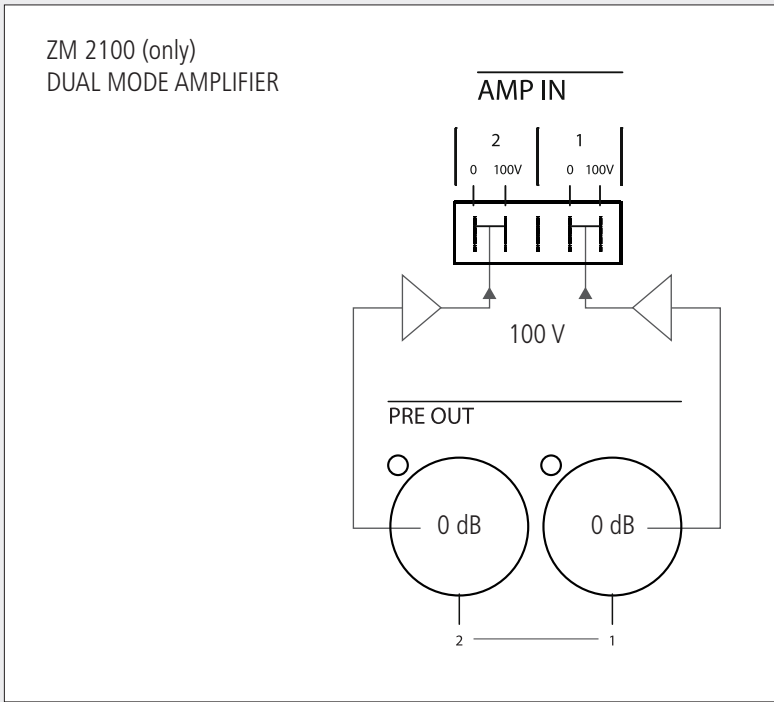 ZM 2100 (only)
DUAL MODE AMPLIFIER
AMP IN
2 1
0 100V 0 100V
100 V
PRE OUT
0 dB 0 dB
2 1